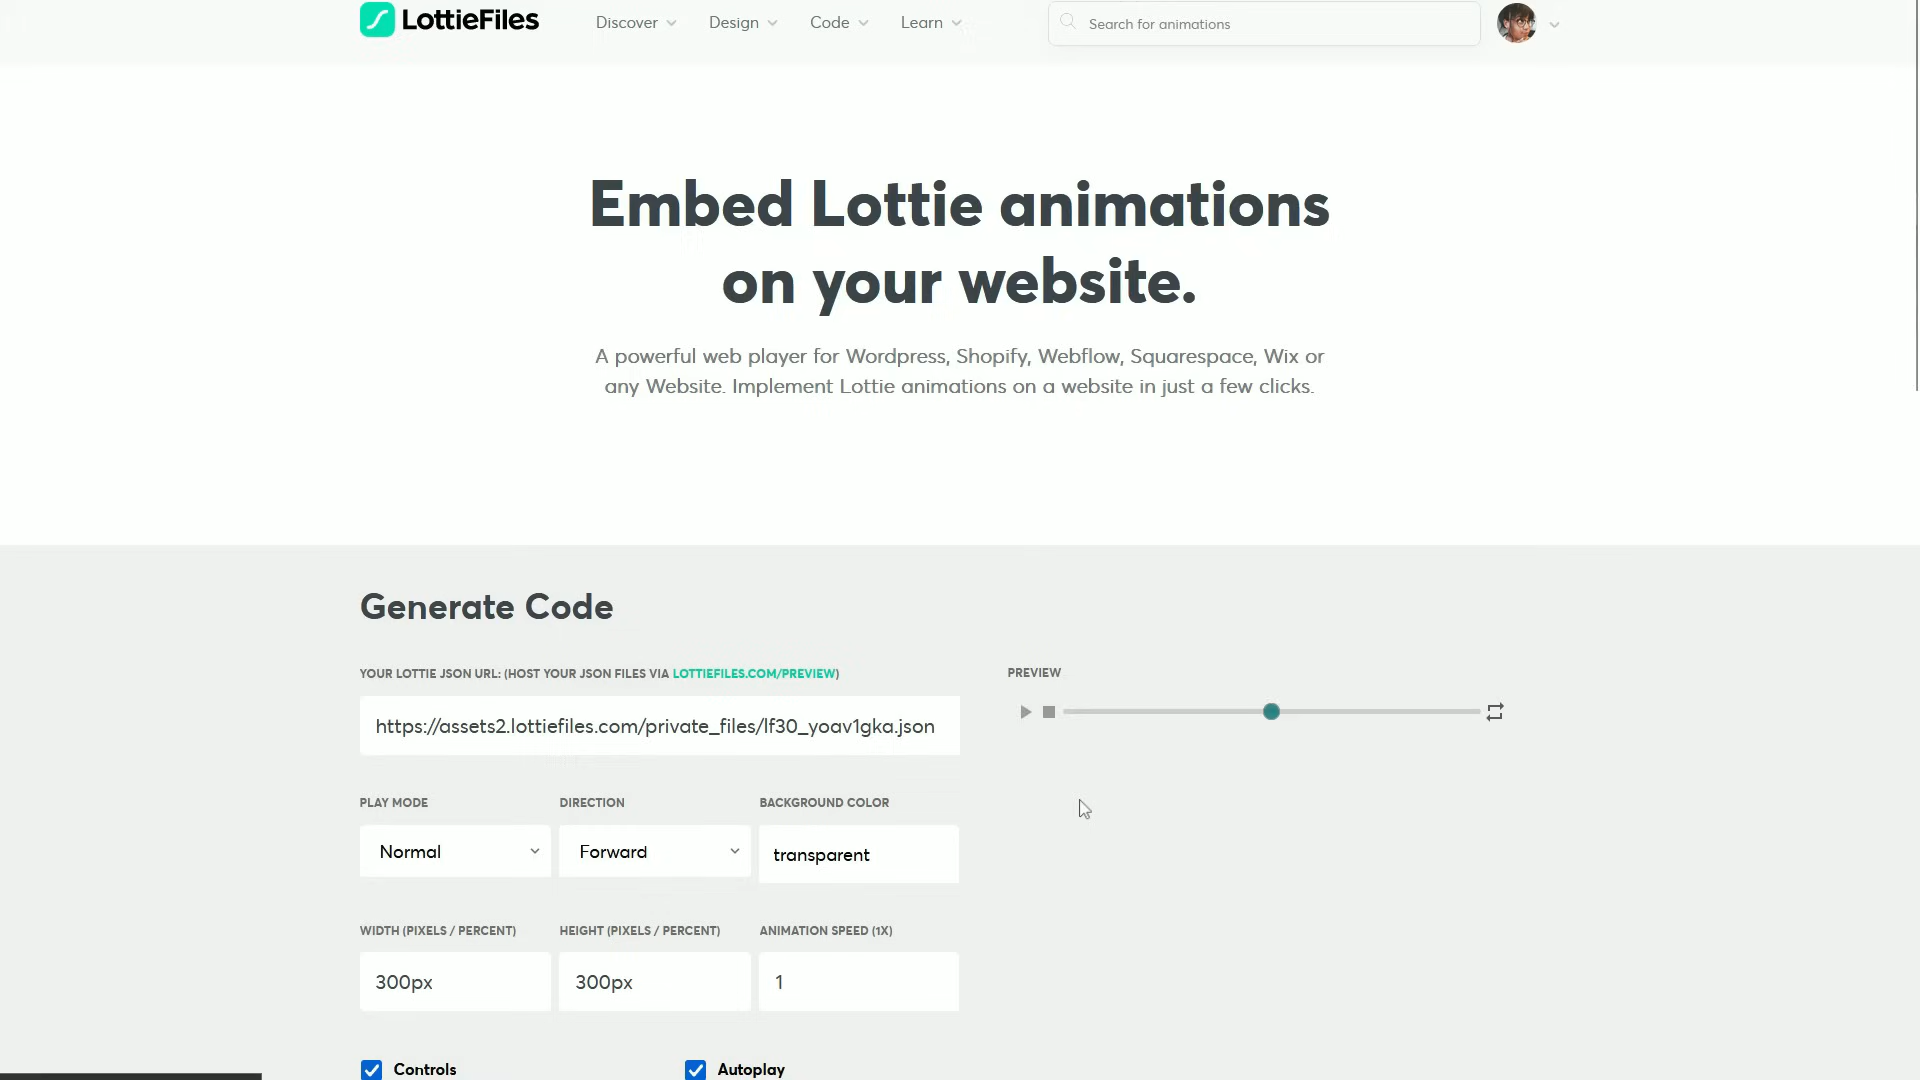 LottieFiles
Discover
Design
Code
Learn
Search for animations
Embed Lottie animations
on your website.
A powerful web player for Wordpress, Shopify, Webflow, Squarespace, Wix or
any Website. Implement Lottie animations on a website in just a few clicks.
Generate Code
YOUR LOTTIE JSON URL: (HOST YOUR JSON FILES VIA LOTTIEFILES.COM/PREVIEW)
PREVIEW
https://assets2.lottiefiles.com/private_files/lf30_yoav1gka.json
PLAY MODE
DIRECTION
BACKGROUND COLOR
Normal
Forward
transparent
WIDTH (PIXELS / PERCENT)
HEIGHT (PIXELS / PERCENT)
ANIMATION SPEED (1X)
300px
300px
1
Controls
Autoplay